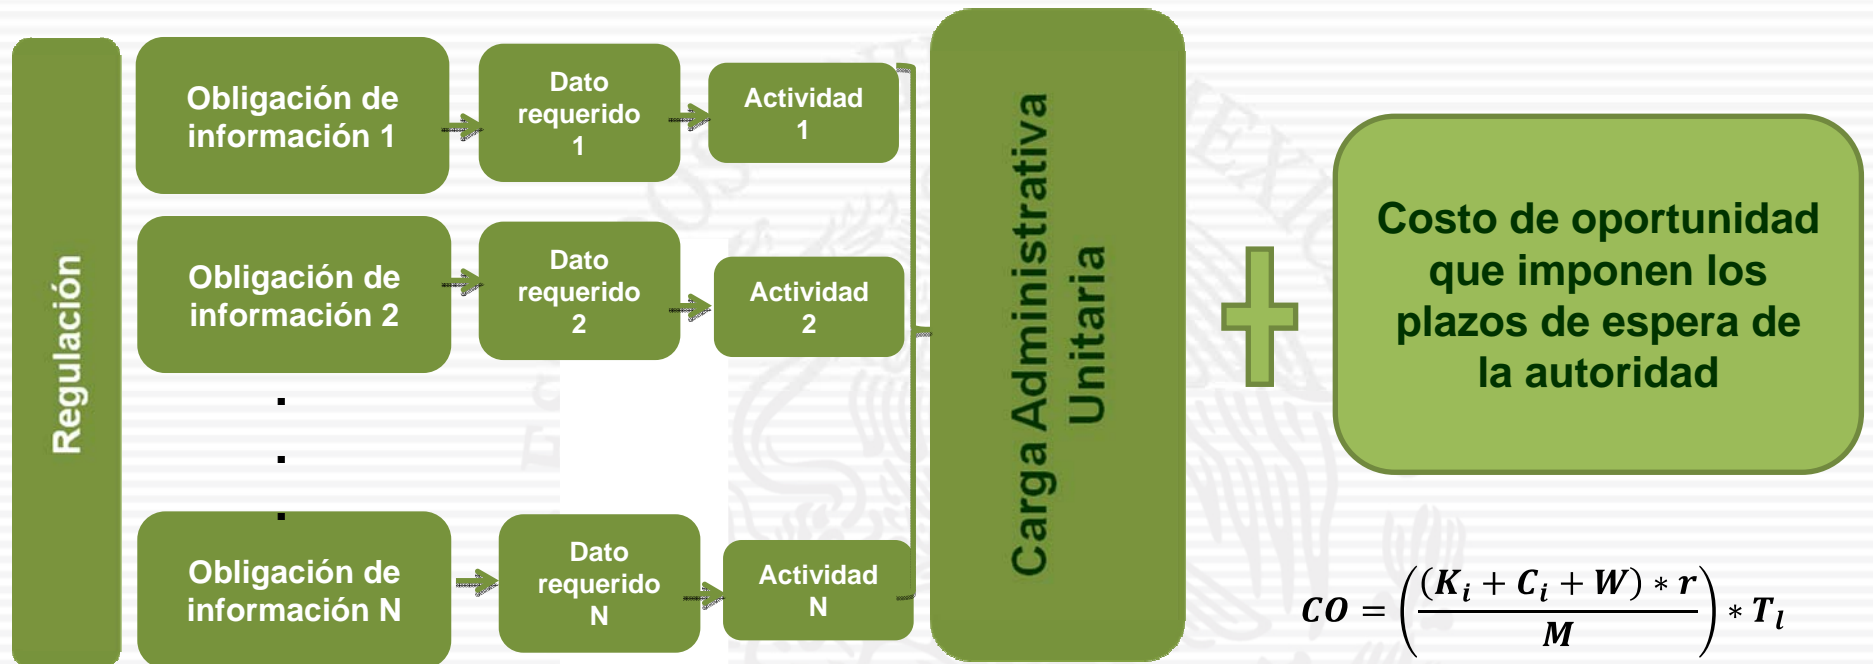 Regulación
Obligación de
información 1
Dato
requerido
1
Actividad
1
Obligación de
información 2
Dato
requerido
2
Actividad
2
.
.
.
Obligación de
información N
Dato
requerido
N
Actividad
N
Carga Administrativa
Unitaria
+
Costo de oportunidad
que imponen los
plazos de espera de
la autoridad
CO = ((K_i + C_i + W) * r / M) * T_l